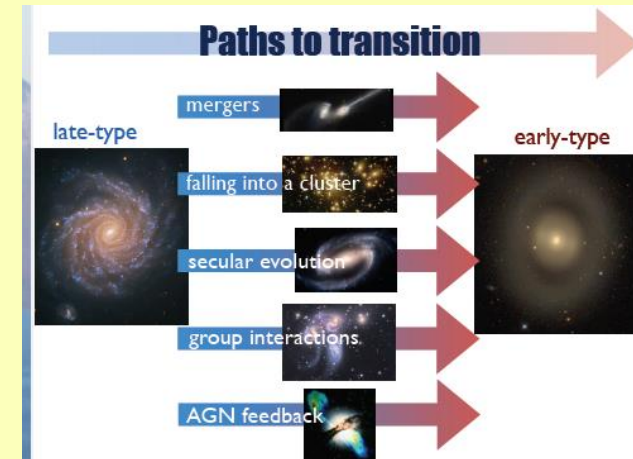 Paths to transition
mergers
late-type
early-type
falling into a cluster
secular evolution
group interactions
AGN feedback